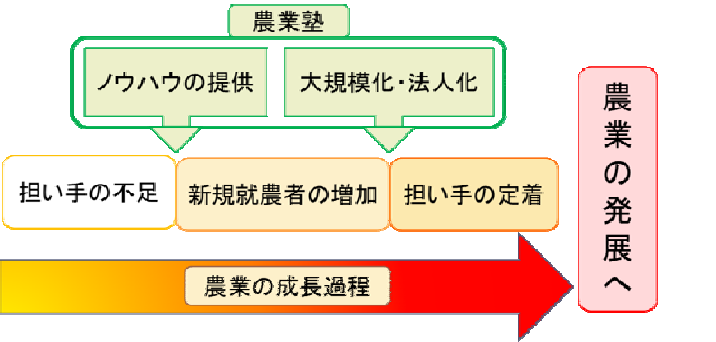 農業塾
ノウハウの提供
大規模化・法人化
担い手の不足
新規就農者の増加
担い手の定着
農業の成長過程
農業の発展へ